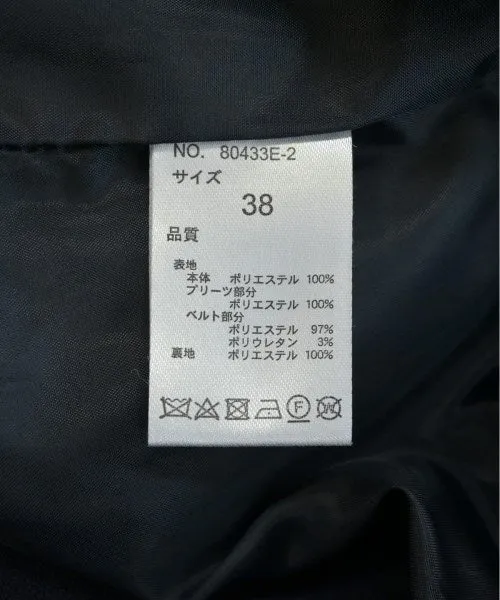 NO. 80433E-2
サイズ
38
品質
表地
本体 ポリエステル 100%
プリーツ部分
ポリエステル 100%
ベルト部分
ポリエステル 97%
ポリウレタン 3%
裏地 ポリエステル 100%
F W